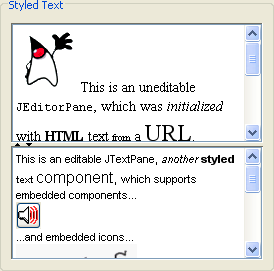 Styled Text
This is an uneditable
JEditorPane, which was initialized
with HTML text from a URL.
This is an editable JTextPane, another styled
text component, which supports
embedded components...
...and embedded icons...